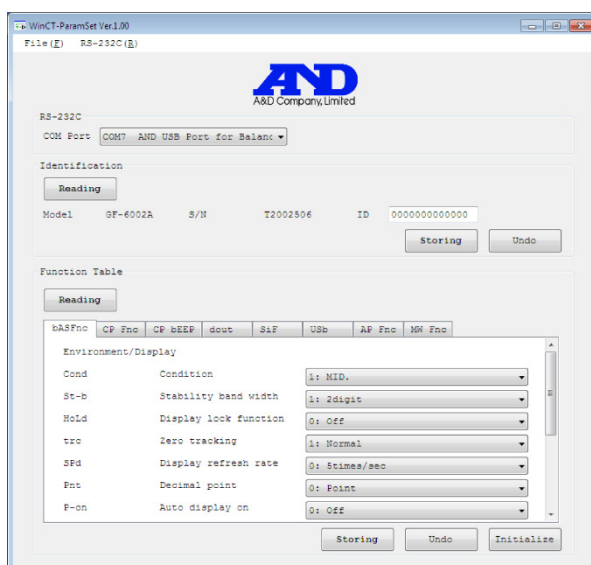 WinCT-ParamSet Ver.1.00
File(F) RS-232C(R)
AND
A&D Company, Limited
RS-232C
COM Port COM7 AND USB Port for Balanc
Identification
Reading
Model GF-6002A S/N T2002506 ID 0000000000000
Storing Undo
Function Table
Reading
bASFnc CP Fnc CP bEEP dout SiF USb AP Fnc MW Fnc
Environment/Display
Cond Condition 1: MID.
St-b Stability band width 1: 2digit
HoLd Display lock function 0: Off
trc Zero tracking 1: Normal
SPd Display refresh rate 0: 5times/sec
Pnt Decimal point 0: Point
P-on Auto display on 0: Off
Storing Undo Initialize